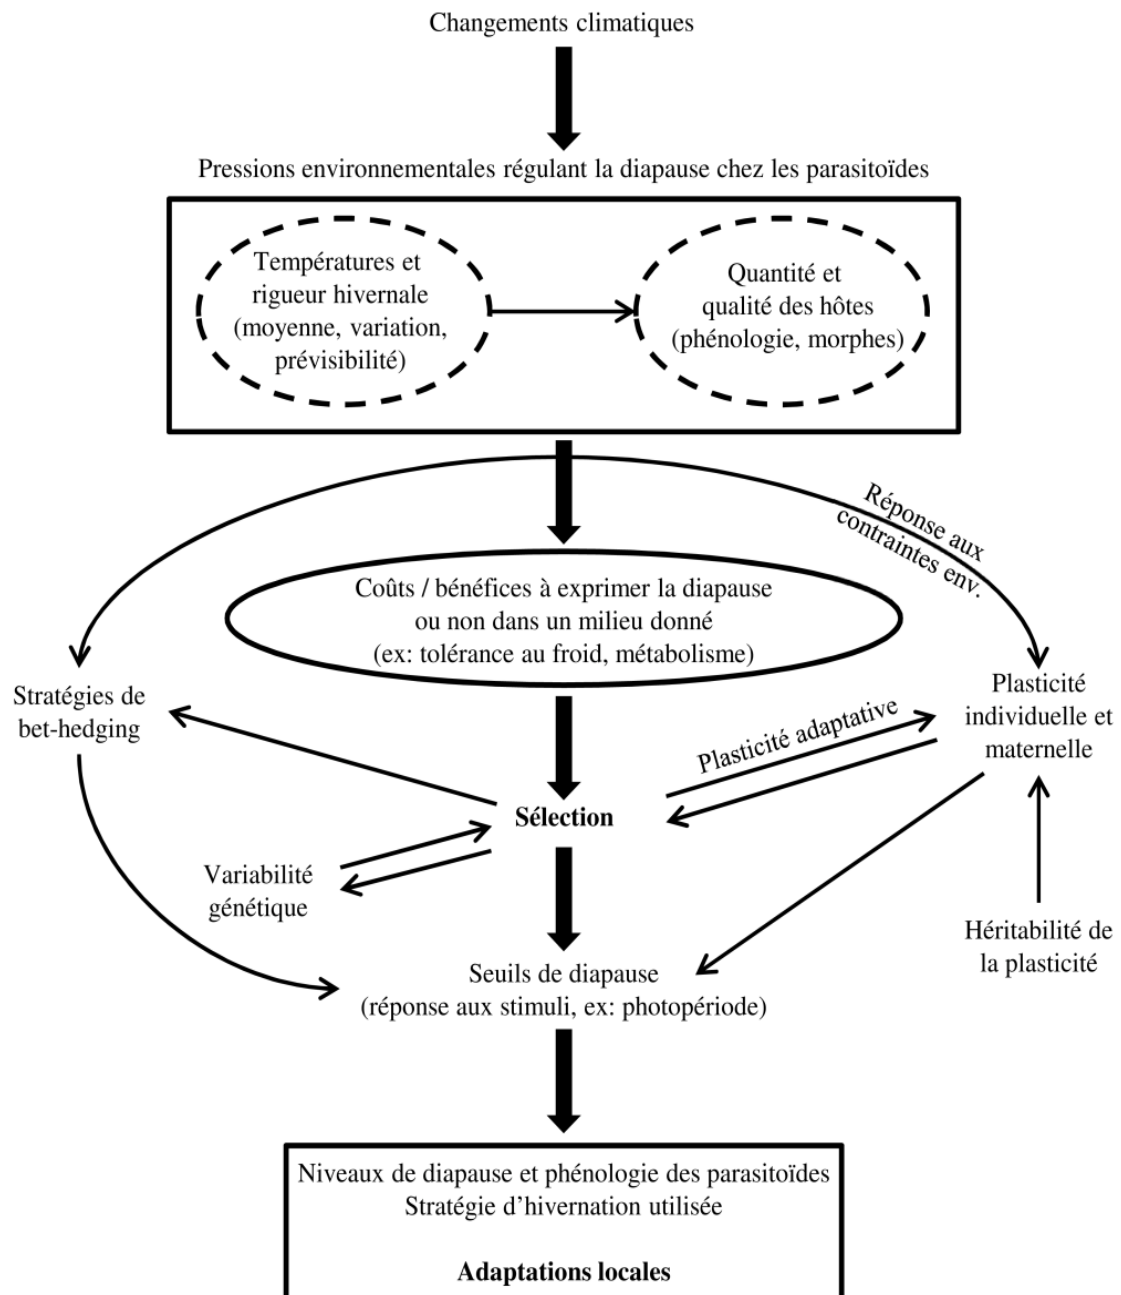 Changements climatiques
Pressions environnementales régulant la diapause chez les parasitoïdes
Températures et
rigueur hivernale
(moyenne, variation,
prévisibilité)
Quantité et
qualité des hôtes
(phénologie, morphes)
Réponse aux
contraintes env.
Coûts / bénéfices à exprimer la diapause
ou non dans un milieu donné
(ex: tolérance au froid, métabolisme)
Stratégies de
bet-hedging
Plasticité
individuelle et
maternelle
Plasticité adaptative
Sélection
Variabilité
génétique
Héritabilité de
la plasticité
Seuils de diapause
(réponse aux stimuli, ex: photopériode)
Niveaux de diapause et phénologie des parasitoïdes
Stratégie d’hivernation utilisée
Adaptations locales